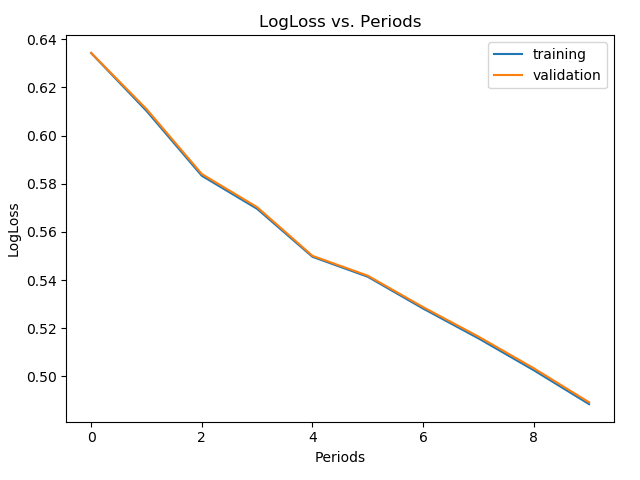 LogLoss vs. Periods
0.64
0.62
0.60
0.58
0.56
0.54
0.52
0.50
LogLoss
training
validation
0 2 4 6 8
Periods